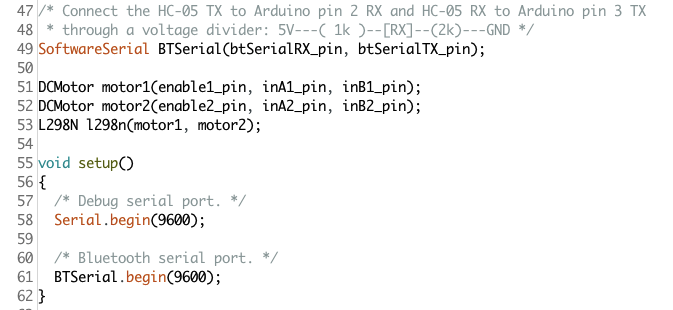 47 /* Connect the HC-05 TX to Arduino pin 2 RX and HC-05 RX to Arduino pin 3 TX
48  * through a voltage divider: 5V---( 1k )--[RX]--(2k)---GND */
49 SoftwareSerial BTSerial(btSerialRX_pin, btSerialTX_pin);
50
51 DCMotor motor1(enable1_pin, inA1_pin, inB1_pin);
52 DCMotor motor2(enable2_pin, inA2_pin, inB2_pin);
53 L298N l298n(motor1, motor2);
54
55 void setup()
56 {
57   /* Debug serial port. */
58   Serial.begin(9600);
59
60   /* Bluetooth serial port. */
61   BTSerial.begin(9600);
62 }